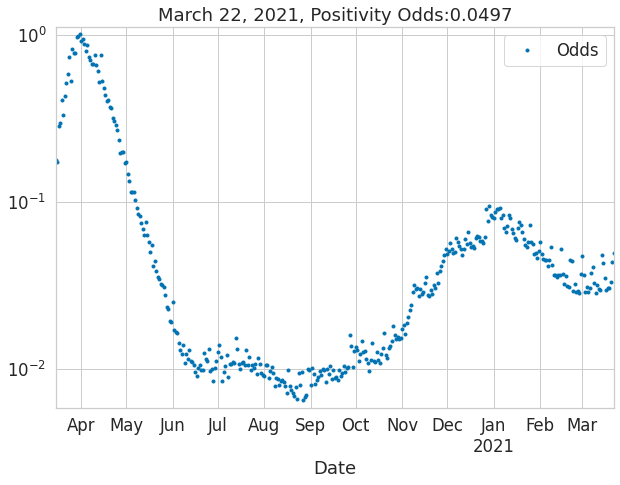 March 22, 2021, Positivity Odds:0.0497
Odds
10⁰
10⁻¹
10⁻²
Apr May Jun Jul Aug Sep Oct Nov Dec Jan Feb Mar
2021
Date